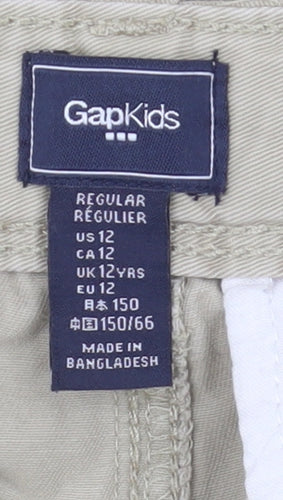 GapKids
REGULAR
RÉGULIER
US 12
CA 12
UK 12YRS
EU 12
日本 150
中国 150/66
MADE IN
BANGLADESH